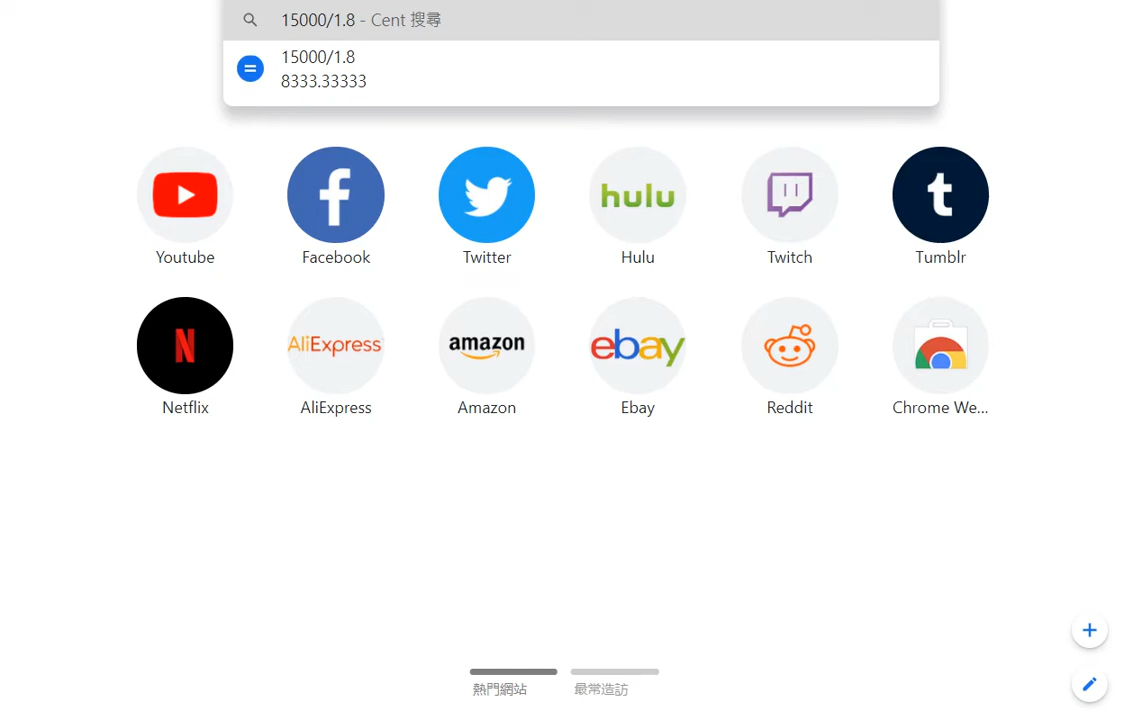 15000/1.8 - Cent 搜尋
15000/1.8
8333.33333
hulu
t
Youtube
Facebook
Twitter
Hulu
Twitch
Tumblr
N
AliExpress
amazon
ebay
Netflix
AliExpress
Amazon
Ebay
Reddit
Chrome We...
熱門網站
最常造訪